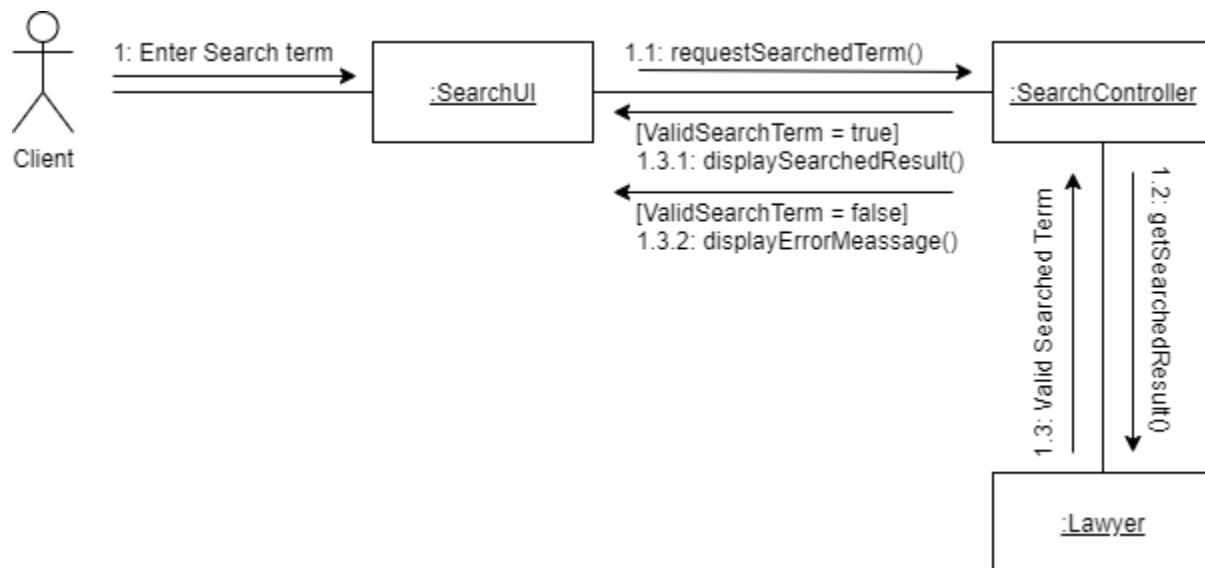 1: Enter Search term
Client
:SearchUI
1.1: requestSearchedTerm()
[ValidSearchTerm = true]
1.3.1: displaySearchedResult()
[ValidSearchTerm = false]
1.3.2: displayErrorMeassage()
:SearchController
1.3: Valid Searched Term
1.2: getSearchedResult()
:Lawyer